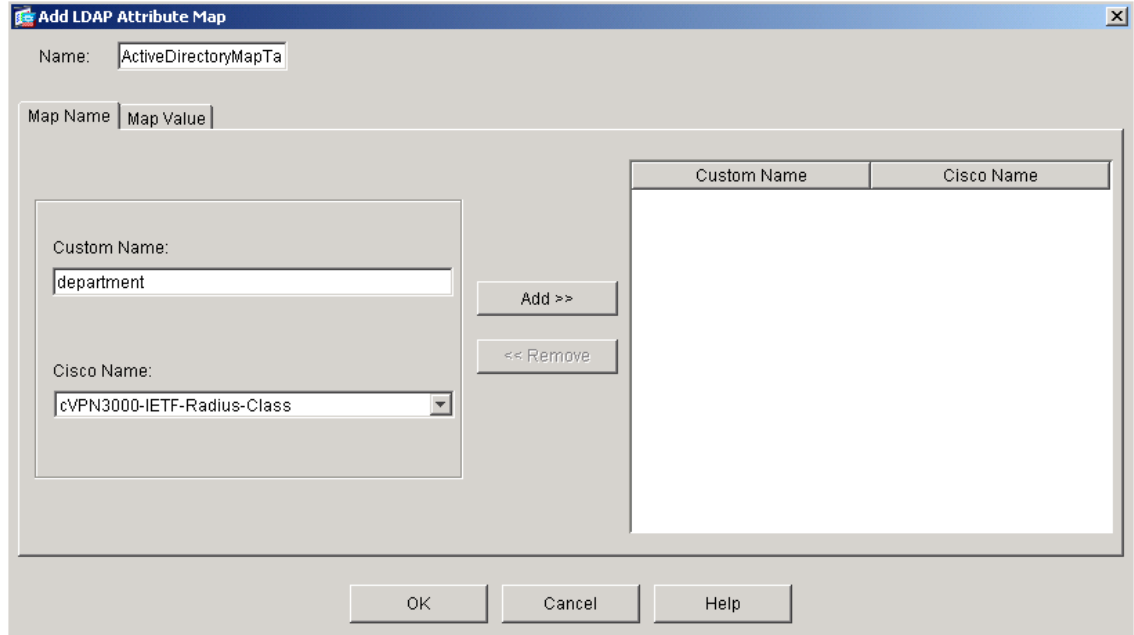 Add LDAP Attribute Map
Name: ActiveDirectoryMapTa
Map Name Map Value
Custom Name Cisco Name
Custom Name:
department
Add >>
<< Remove
Cisco Name:
cVPN3000-IETF-Radius-Class
OK Cancel Help